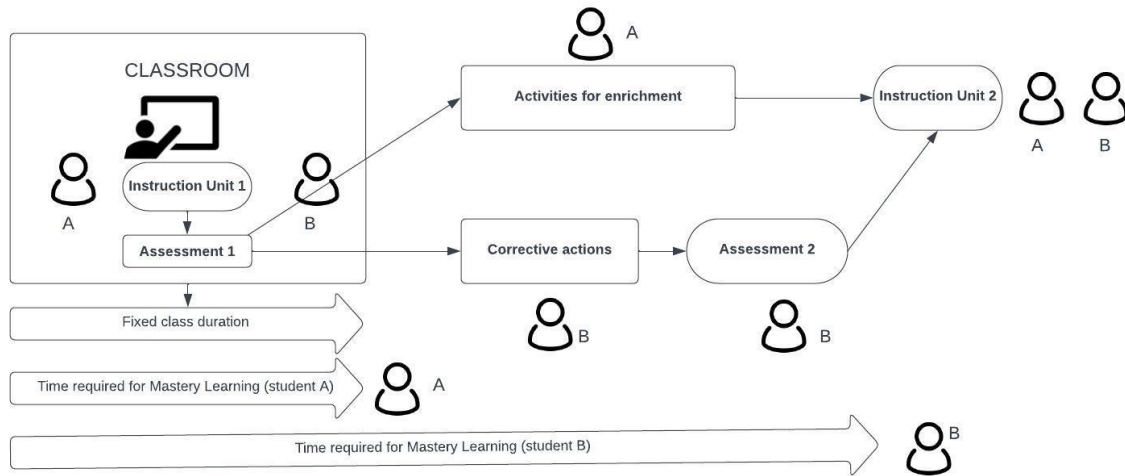 CLASSROOM
A
Activities for enrichment
Instruction Unit 2
A
B
Instruction Unit 1
A
B
Assessment 1
Corrective actions
Assessment 2
B
B
Fixed class duration
Time required for Mastery Learning (student A)
A
Time required for Mastery Learning (student B)
B